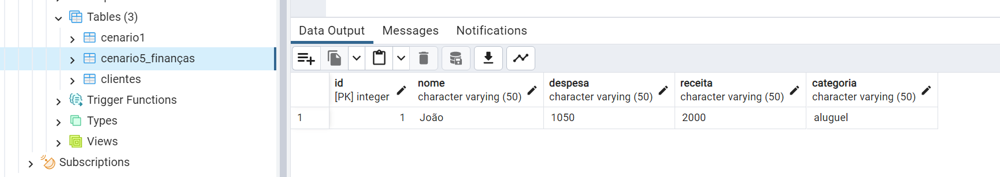 Tables (3)
cenario1
cenario5_finanças
clientes
Trigger Functions
Types
Views
Subscriptions
Data Output Messages Notifications
id nome despesa receita categoria
[PK] integer character varying (50) character varying (50) character varying (50) character varying (50)
1 1 João 1050 2000 aluguel